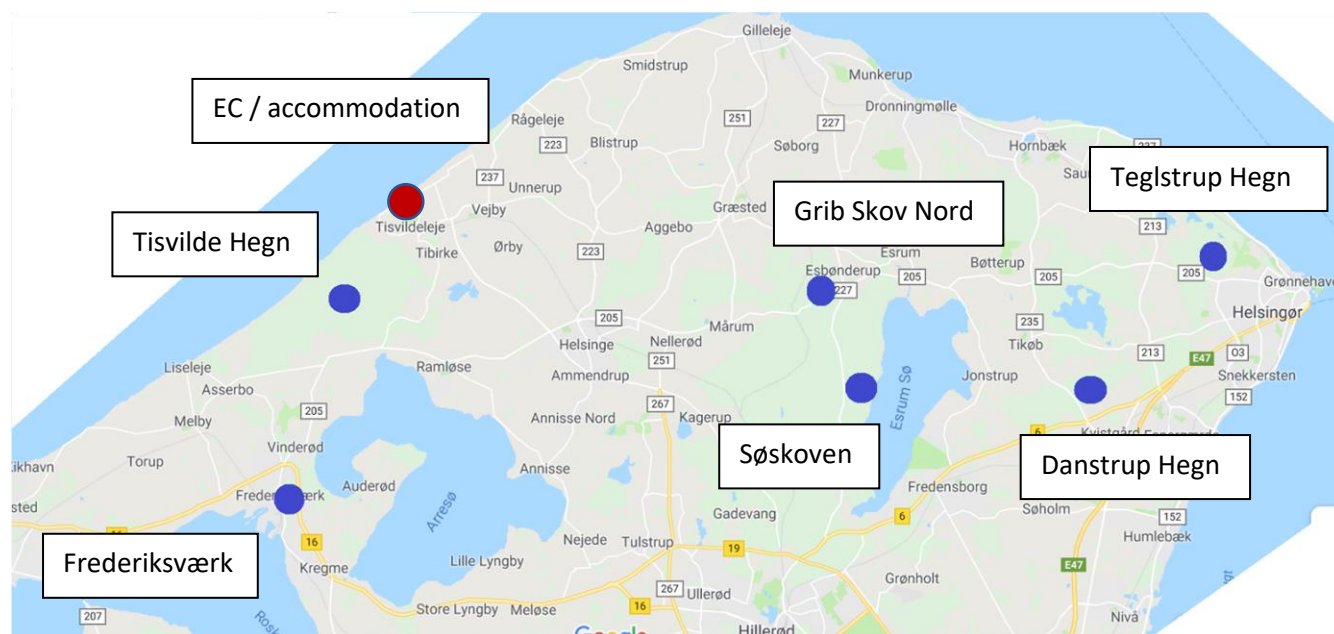 Gilleleje
Smidstrup
Munkerup
EC / accommodation
Dronningmølle
Rågeleje
251
227
223
Blistrup
Søborg
Hornbæk
237
Teglstrup Hegn
237
Unnerup
Grib Skov Nord
Vejby
Græsted
Tisvildeleje
Aggebo
213
Tisvilde Hegn
Tibirke
Ørby
223
Esrum
Bøtterup
Esbønderup
205
205
205
Grønnehave
227
Helsingør
205
Mårum
235
Helsinge
Nellerød
Tikøb
213
E47
03
Liseleje
Ramløse
251
Ammendrup
Jonstrup
Snekkersten
Asserbo
152
Esrum Sø
Melby
205
Annisse Nord
267
Kagerup
6
Kvistgård
Vinderød
Søskoven
Danstrup Hegn
Torup
Annisse
Auderød
Fredensborg
Arresø
Gadevang
6
Søholm
152
16
16
Nejede
Tulstrup
19
Humlebæk
Frederiksværk
Lille Lyngby
E47
Kregme
Grønholt
267
Ullerød
207
Store Lyngby
Meløse
16
Nivå
Google
Hillerød